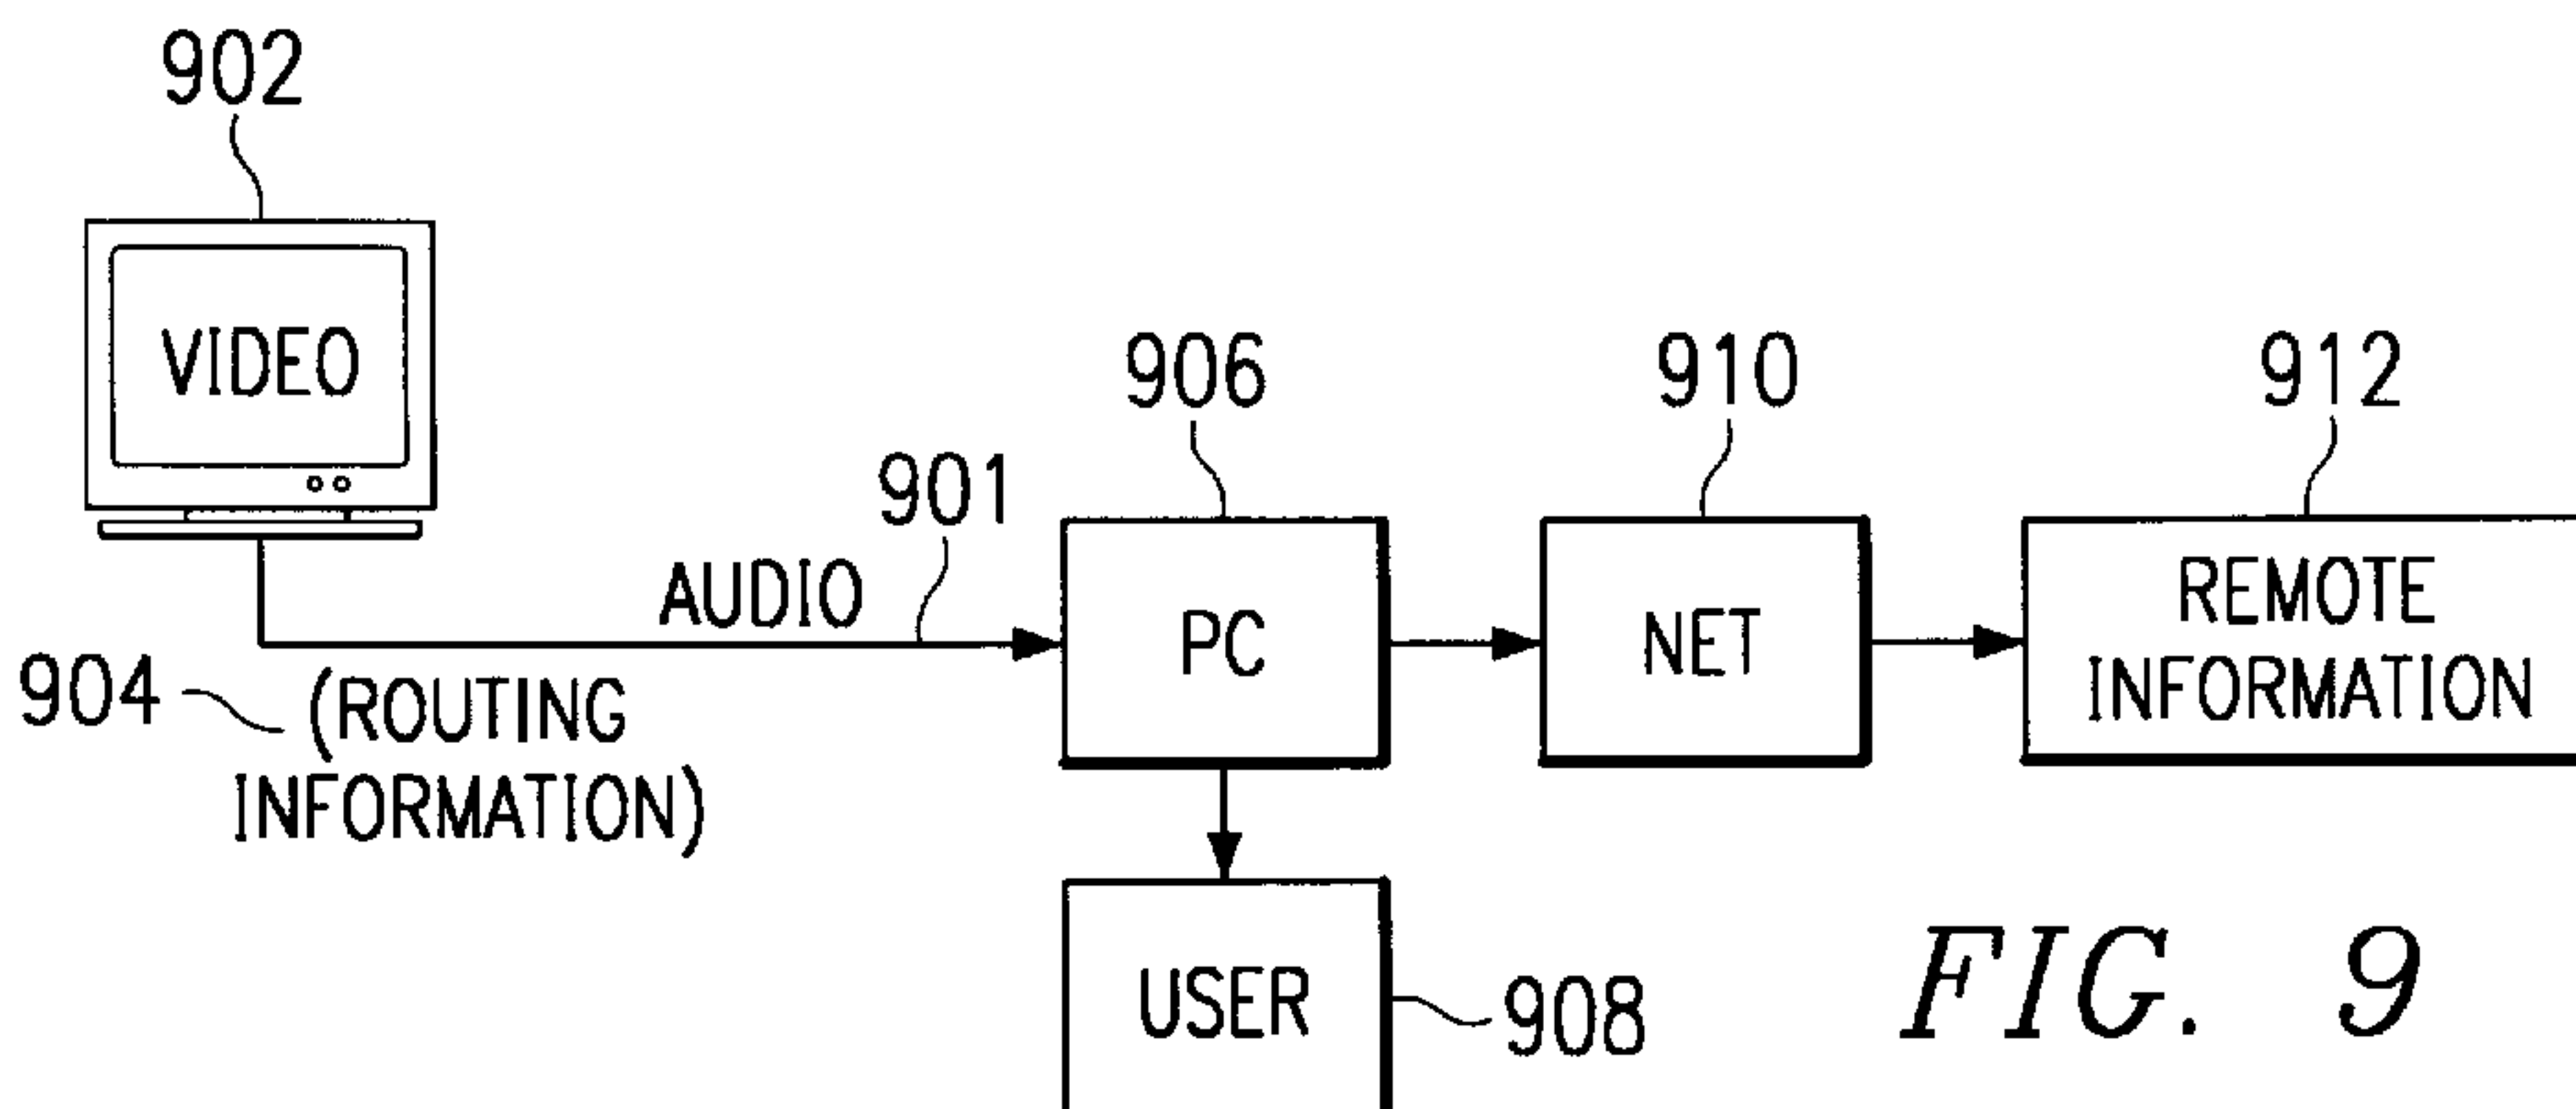 902
VIDEO
906
910
912
901
AUDIO
PC
NET
REMOTE
INFORMATION
904
(ROUTING
INFORMATION)
USER
908
FIG. 9